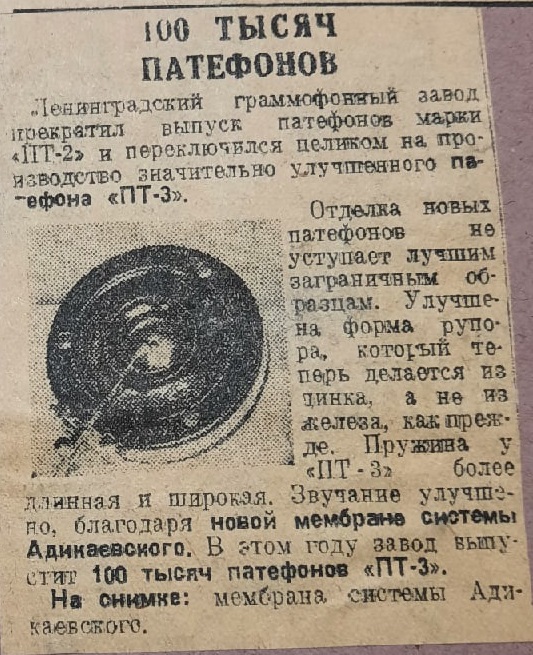 100 ТЫСЯЧ
ПАТЕФОНОВ
Ленинградский граммофонный завод
прекратил выпуск патефонов марки
«ПТ-2» и переключился целиком на про-
изводство значительно улучшенного па-
тефона «ПТ-3».
Отделка новых
патефонов не
уступает лучшим
заграничным об-
разцам. Улучше-
на форма рупо-
ра, который те-
перь делается из
цинка, а не из
железа, как преж-
де. Пружина у
«ПТ-3» более
длинная и широкая. Звучание улучше-
но, благодаря новой мембране системы
Адикаевского. В этом году завод выпу-
стит 100 тысяч патефонов «ПТ-3».
На снимке: мембрана системы Ади-
каевского.